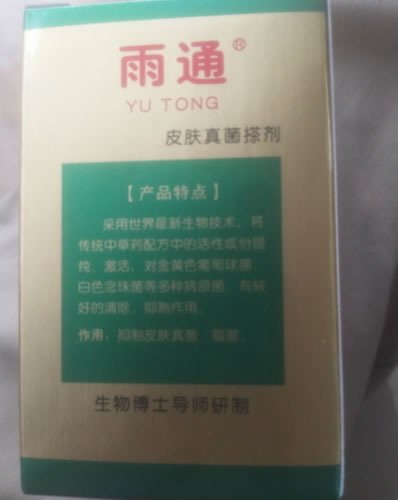 雨通®
YU TONG
皮肤真菌搽剂
【产品特点】
采用世界最新生物技术，将
传统中草药配方中的活性成份提
纯、激活，对金黄色葡萄球菌、
白色念珠菌等多种病原菌，有较
好的清除、抑制作用。
作用：抑制皮肤真菌、霉菌。
生物博士导师研制